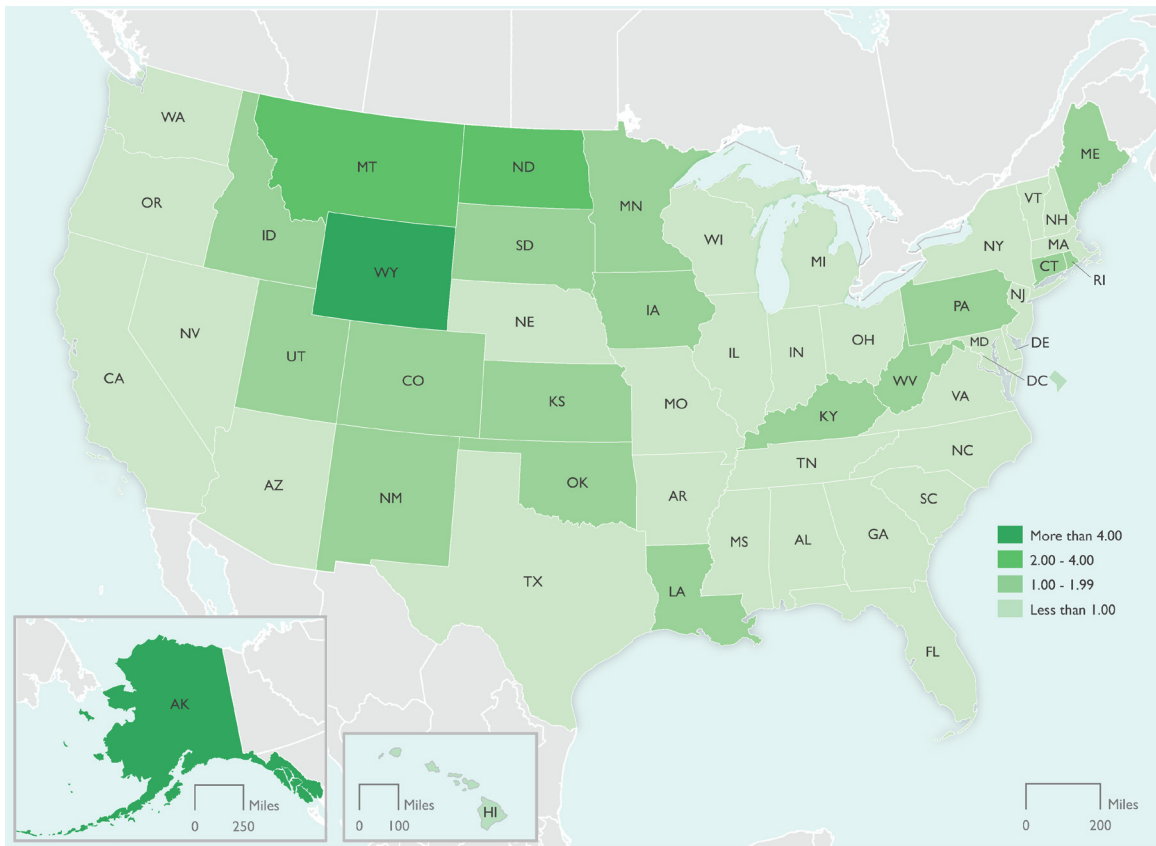 WA
MT
ND
ME
OR
MN
VT
ID
SD
WI
NH
NY
MA
MI
WY
CT
RI
IA
PA
NE
NJ
NV
OH
MD
DE
UT
IL
IN
CA
CO
WV
DC
KS
MO
VA
KY
NC
TN
AZ
OK
NM
AR
SC
GA
MS
AL
More than 4.00
2.00 - 4.00
1.00 - 1.99
Less than 1.00
TX
LA
FL
AK
HI
Miles
0 250
Miles
0 100
Miles
0 200